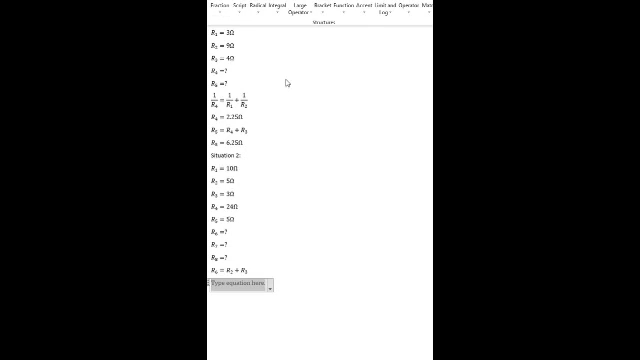 Fraction Script Radical Integral Large Operator Bracket Function Accent Limit and Log Operator Matr
Structures
R₁ = 3Ω
R₂ = 9Ω
R₃ = 4Ω
R₄ =?
R₅ =?
1/R₄ = 1/R₁ + 1/R₂
R₄ = 2.25Ω
R₅ = R₄ + R₃
R₅ = 6.25Ω
Situation 2:
R₁ = 10Ω
R₂ = 5Ω
R₃ = 3Ω
R₄ = 24Ω
R₅ = 5Ω
R₆ =?
R₇ =?
R₈ =?
R₆ = R₂ + R₃
Type equation here.